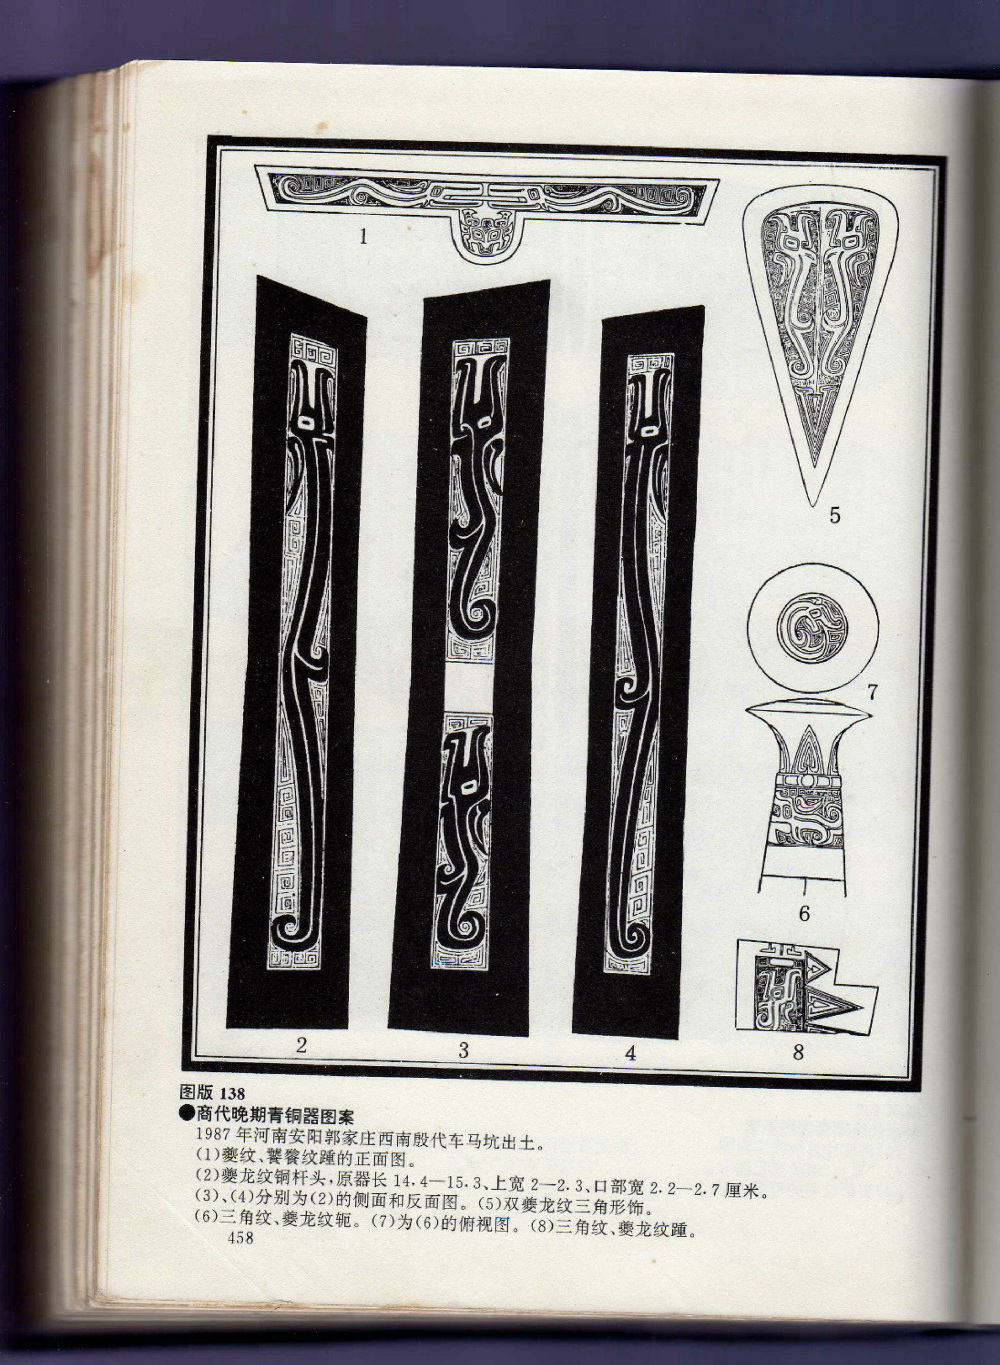 1
5
7
6
2
3
4
8
图版 138
●商代晚期青铜器图案
1987 年河南安阳郭家庄西南殷代车马坑出土。
(1)夔纹、饕餮纹踵的正面图。
(2)夔龙纹铜杆头,原器长 14.4—15.3、上宽 2—2.3、口部宽 2.2—2.7 厘米。
(3)、(4)分别为(2)的侧面和反面图。(5)双夔龙纹三角形饰。
(6)三角纹、夔龙纹轭。(7)为(6)的俯视图。(8)三角纹、夔龙纹踵。
458